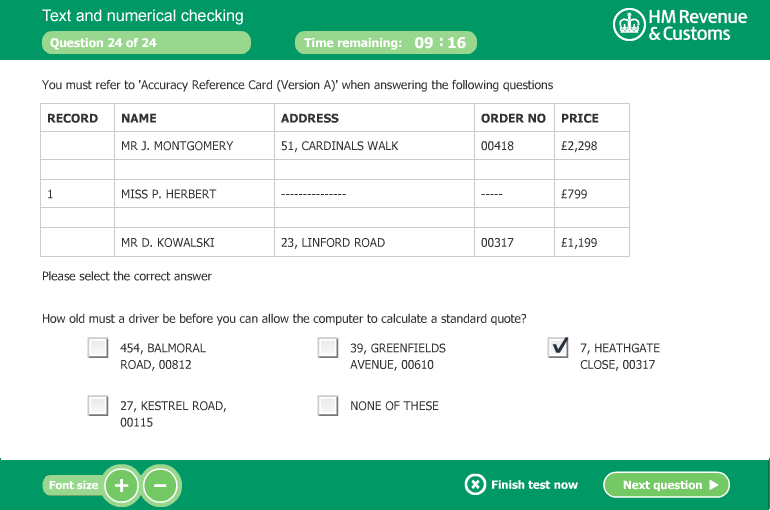 Text and numerical checking
Question 24 of 24
Time remaining: 09 : 16
HM Revenue
& Customs
You must refer to 'Accuracy Reference Card (Version A)' when answering the following questions
RECORD NAME ADDRESS ORDER NO PRICE
MR J. MONTGOMERY 51, CARDINALS WALK 00418 £2,298
1 MISS P. HERBERT --------------- ----- £799
MR D. KOWALSKI 23, LINFORD ROAD 00317 £1,199
Please select the correct answer
How old must a driver be before you can allow the computer to calculate a standard quote?
454, BALMORAL
ROAD, 00812
39, GREENFIELDS
AVENUE, 00610
7, HEATHGATE
CLOSE, 00317
27, KESTREL ROAD,
00115
NONE OF THESE
Font size + −
Finish test now
Next question